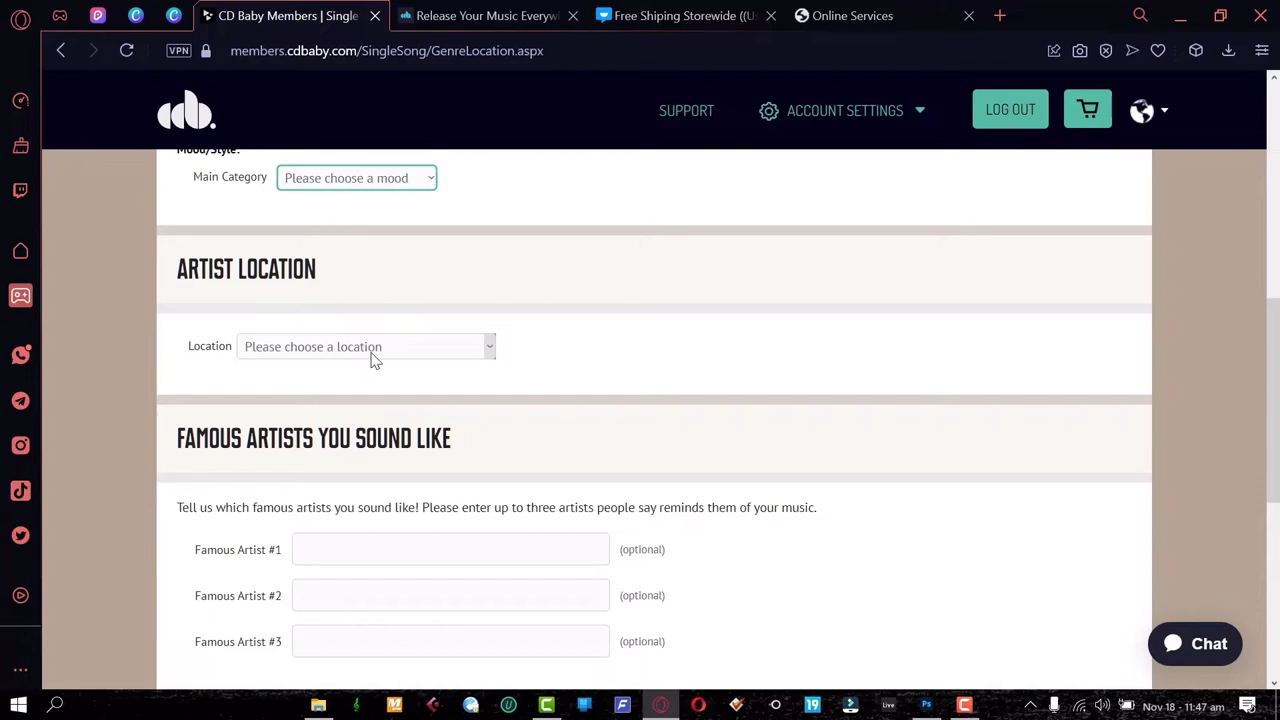 CD Baby Members | Single
Release Your Music Everyw
Free Shiping Storewide ((U
Online Services
VPN
members.cdbaby.com/SingleSong/GenreLocation.aspx
cdb.
SUPPORT
ACCOUNT SETTINGS
LOG OUT
Mood/Style:
Main Category
Please choose a mood
ARTIST LOCATION
Location
Please choose a location
FAMOUS ARTISTS YOU SOUND LIKE
Tell us which famous artists you sound like! Please enter up to three artists people say reminds them of your music.
Famous Artist #1
(optional)
Famous Artist #2
(optional)
Famous Artist #3
(optional)
Chat
19
Live
Ps
Nov 18 - 11:47 am